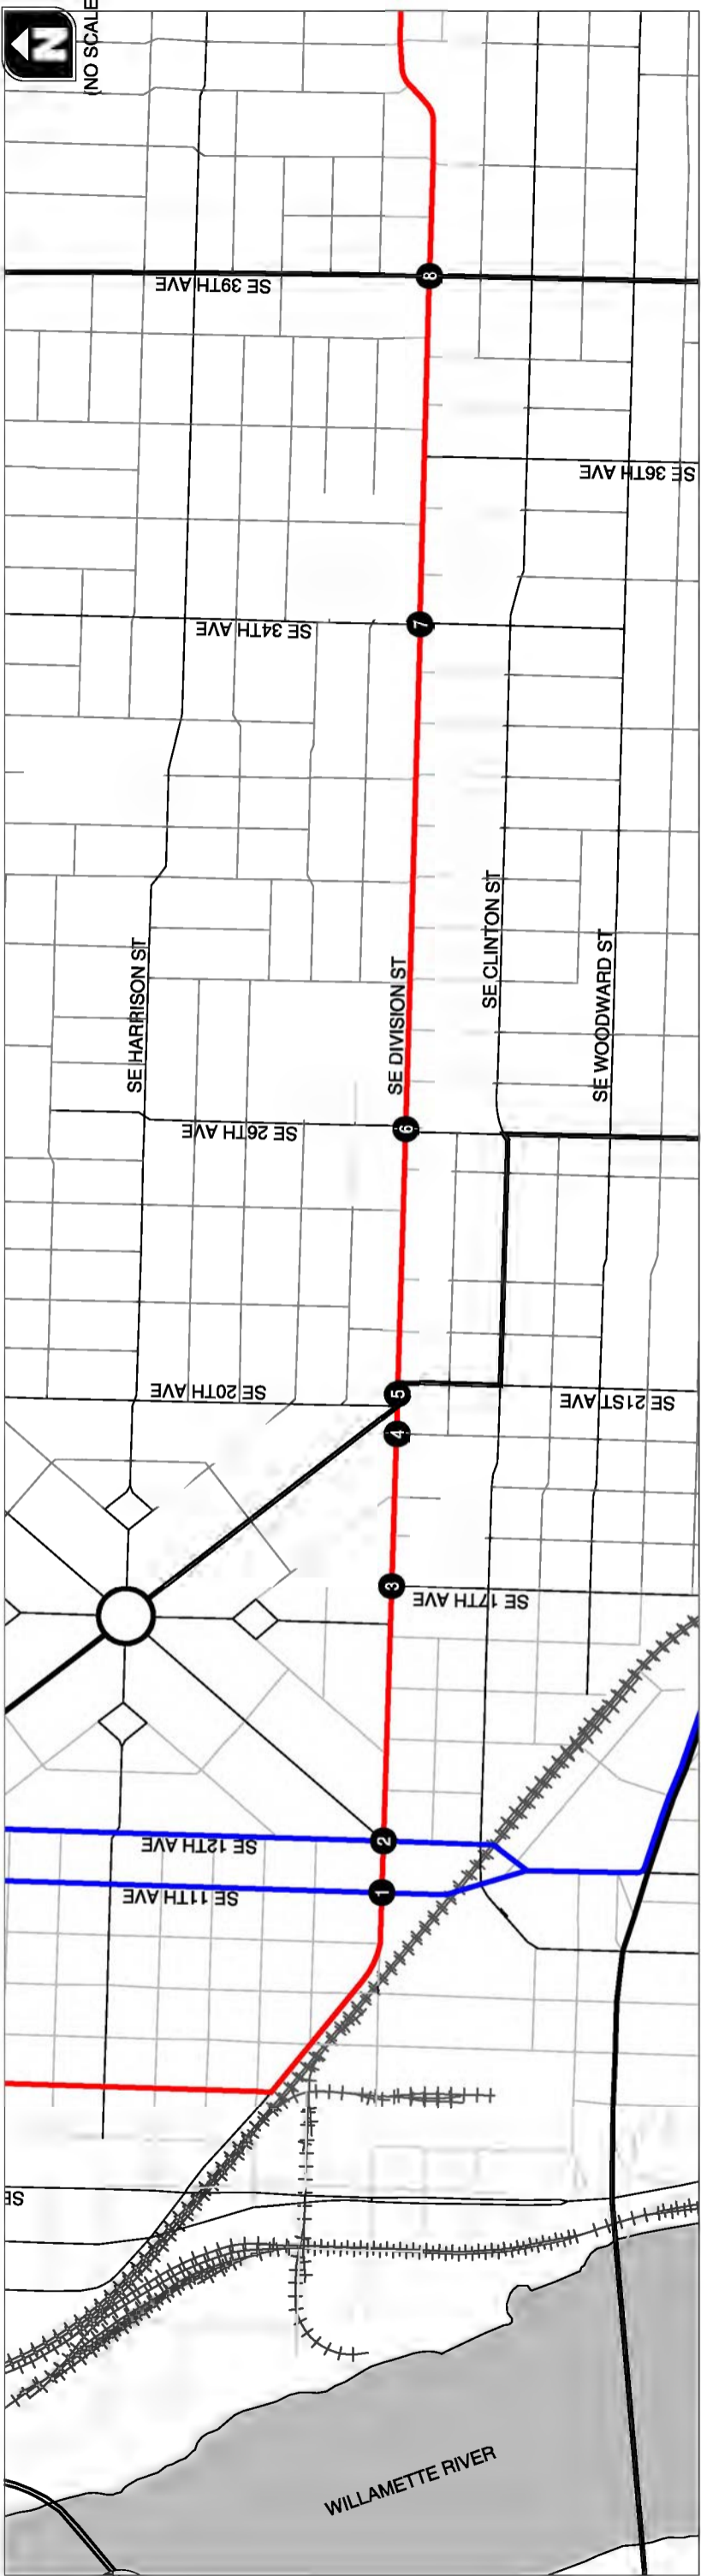 N
(NO SCALE
8
SE 39TH AVE
SE 36TH AVE
7
SE 34TH AVE
SE CLINTON ST
SE HARRISON ST
SE DIVISION ST
SE WOODWARD ST
6
SE 26TH AVE
5
SE 20TH AVE
SE 21ST AVE
4
3
SE 17TH AVE
2
SE 12TH AVE
1
SE 11TH AVE
SE
WILLAMETTE RIVER